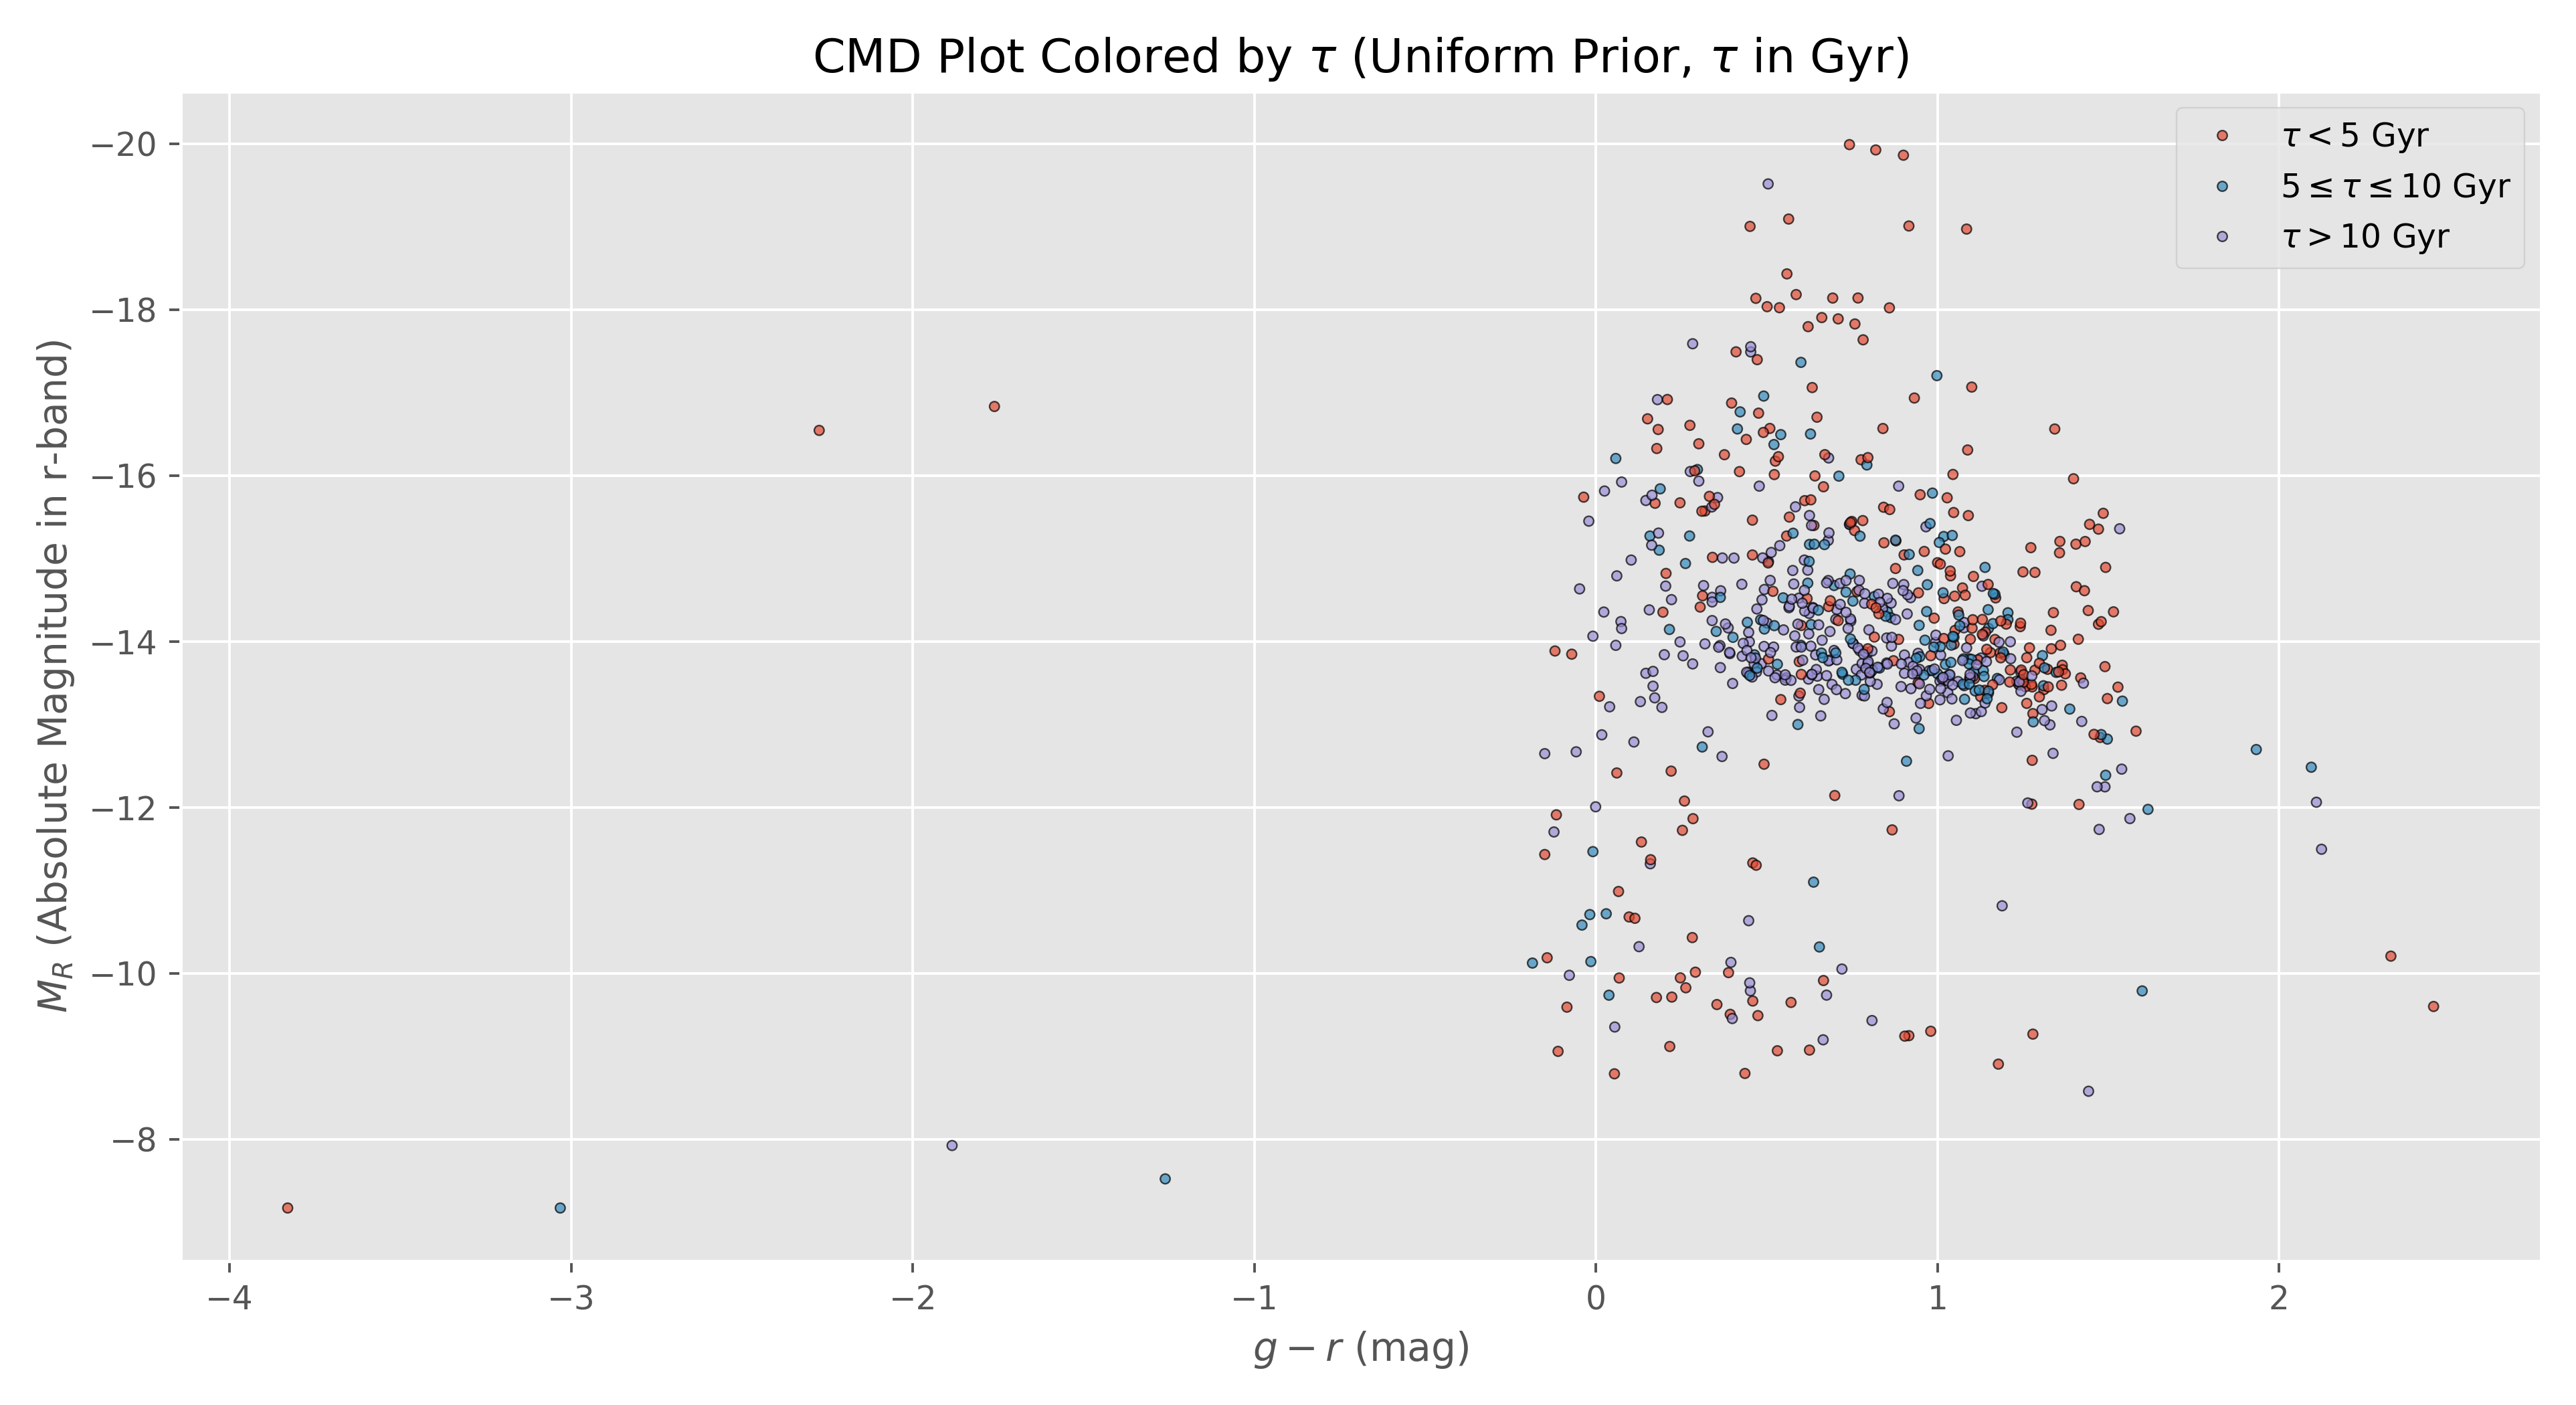 CMD Plot Colored by τ (Uniform Prior, τ in Gyr)
τ < 5 Gyr
5 ≤ τ ≤ 10 Gyr
τ > 10 Gyr
M_R (Absolute Magnitude in r-band)
−20
−18
−16
−14
−12
−10
−8
−4 −3 −2 −1 0 1 2
g − r (mag)